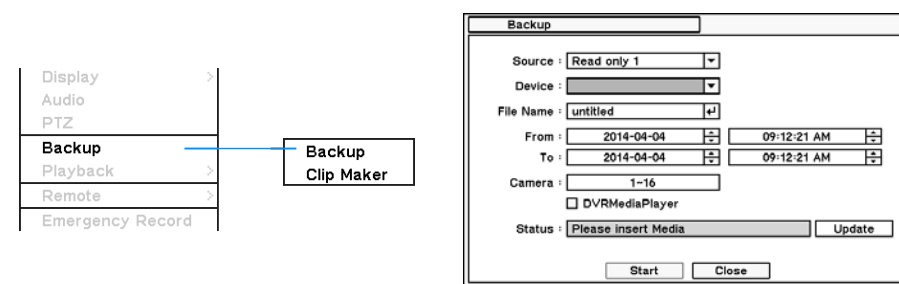 Display >
Audio
PTZ
Backup
Playback >
Remote >
Emergency Record
Backup
Clip Maker
Backup
Source : Read only 1
Device :
File Name : untitled
From : 2014-04-04 09:12:21 AM
To : 2014-04-04 09:12:21 AM
Camera : 1~16
DVRMediaPlayer
Status : Please insert Media Update
Start Close